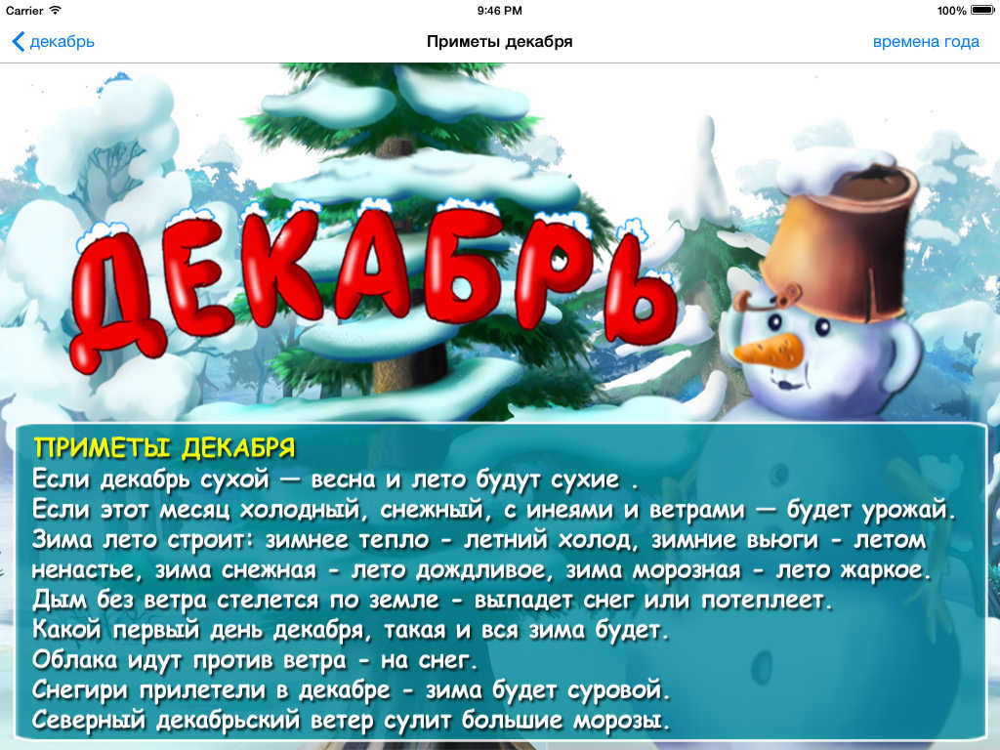 Carrier 9:46 PM 100%
декабрь Приметы декабря времена года
ДЕКАБРЬ
ПРИМЕТЫ ДЕКАБРЯ
Если декабрь сухой — весна и лето будут сухие .
Если этот месяц холодный, снежный, с инеями и ветрами — будет урожай.
Зима лето строит: зимнее тепло - летний холод, зимние вьюги - летом
ненастье, зима снежная - лето дождливое, зима морозная - лето жаркое.
Дым без ветра стелется по земле - выпадет снег или потеплеет.
Какой первый день декабря, такая и вся зима будет.
Облака идут против ветра - на снег.
Снегири прилетели в декабре - зима будет суровой.
Северный декабрьский ветер сулит большие морозы.